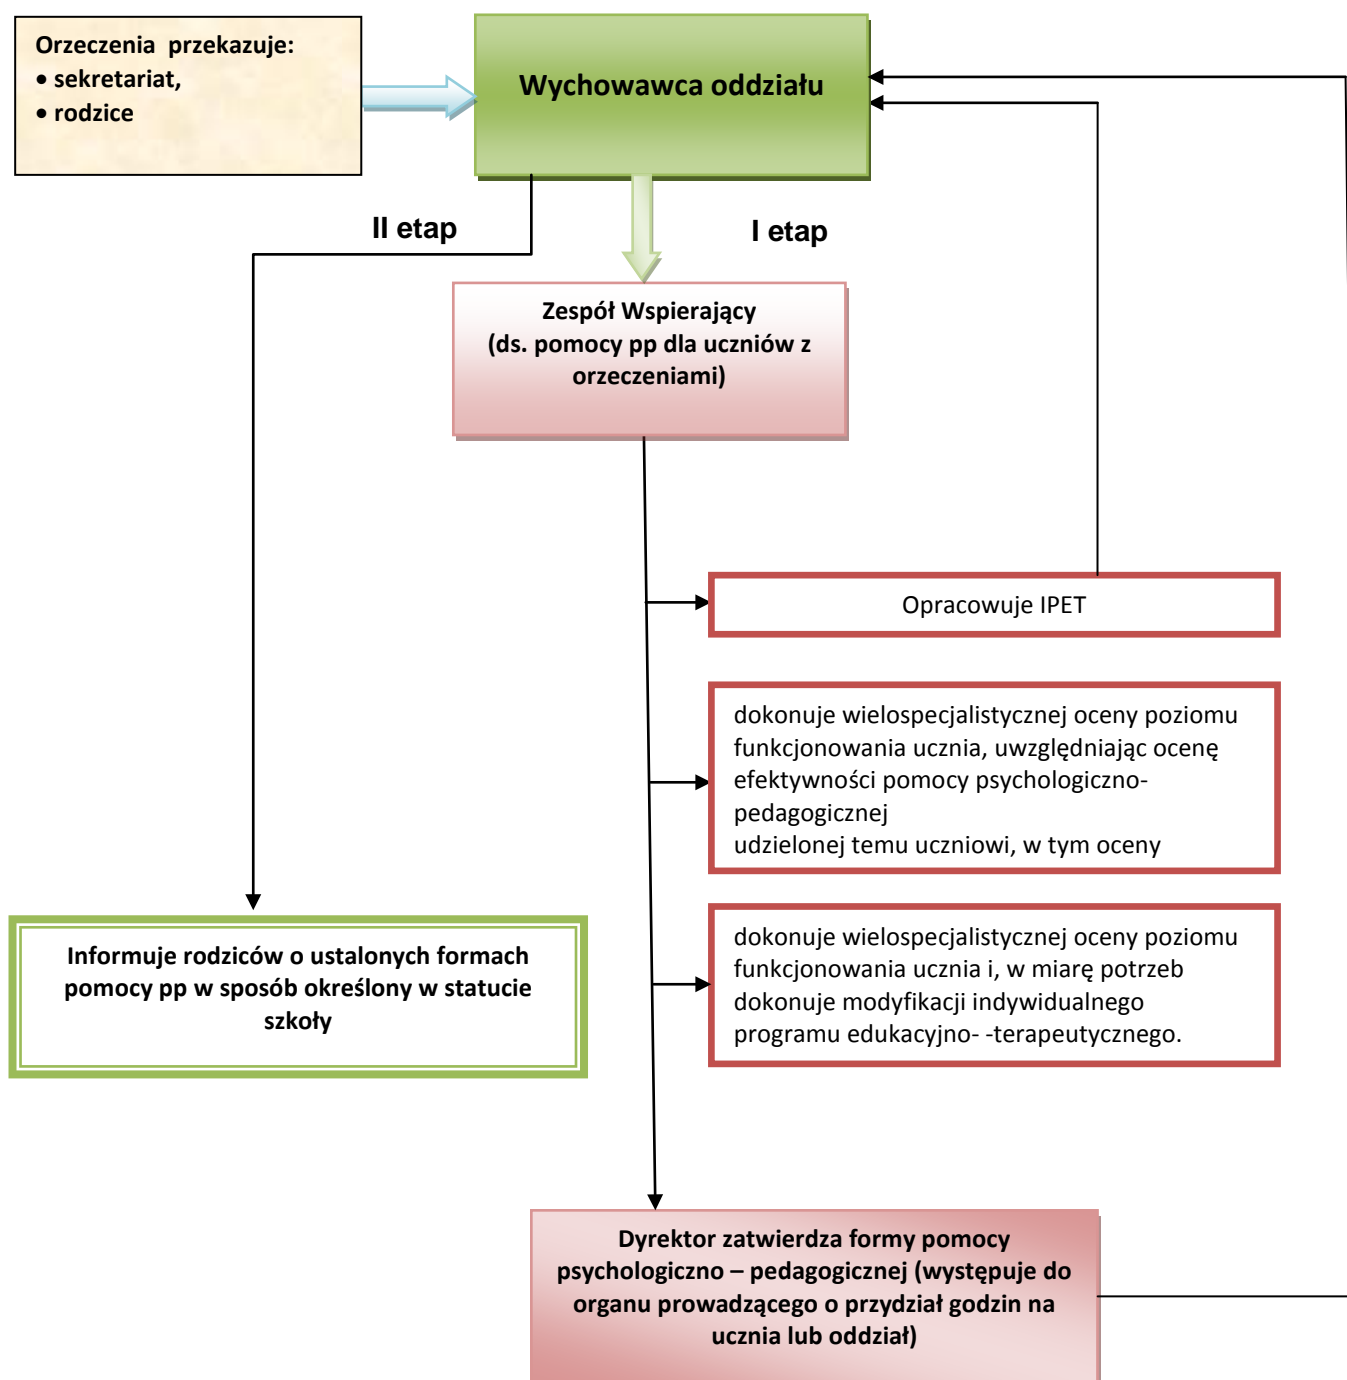 Orzeczenia przekazuje:
• sekretariat,
• rodzice
Wychowawca oddziału
II etap
I etap
Zespół Wspierający
(ds. pomocy pp dla uczniów z
orzeczeniami)
Opracowuje IPET
dokonuje wielospecjalistycznej oceny poziomu
funkcjonowania ucznia, uwzględniając ocenę
efektywności pomocy psychologiczno-
pedagogicznej
udzielonej temu uczniowi, w tym oceny
Informuje rodziców o ustalonych formach
pomocy pp w sposób określony w statucie
szkoły
dokonuje wielospecjalistycznej oceny poziomu
funkcjonowania ucznia i, w miarę potrzeb
dokonuje modyfikacji indywidualnego
programu edukacyjno- -terapeutycznego.
Dyrektor zatwierdza formy pomocy
psychologiczno – pedagogicznej (występuje do
organu prowadzącego o przydział godzin na
ucznia lub oddział)